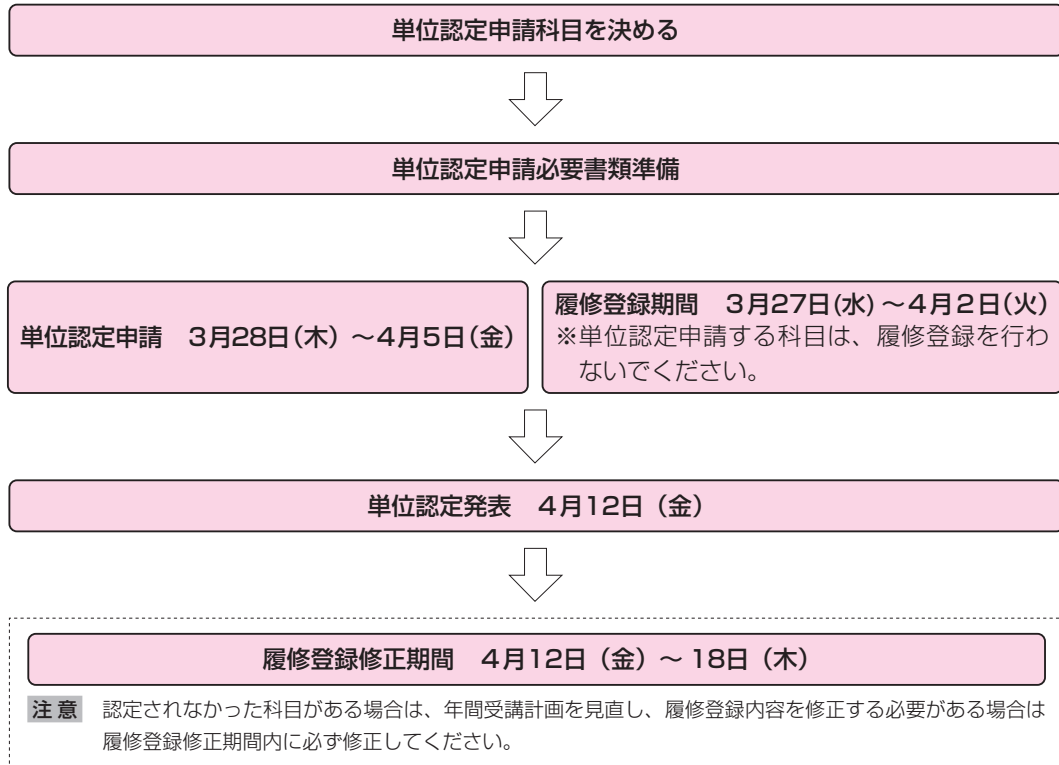 単位認定申請科目を決める
単位認定申請必要書類準備
単位認定申請　3月28日(木)～4月5日(金)
履修登録期間　3月27日(水)～4月2日(火)
※単位認定申請する科目は、履修登録を行わ
ないでください。
単位認定発表　4月12日（金）
履修登録修正期間　4月12日（金）～18日（木）
注意　認定されなかった科目がある場合は、年間受講計画を見直し、履修登録内容を修正する必要がある場合は
履修登録修正期間内に必ず修正してください。